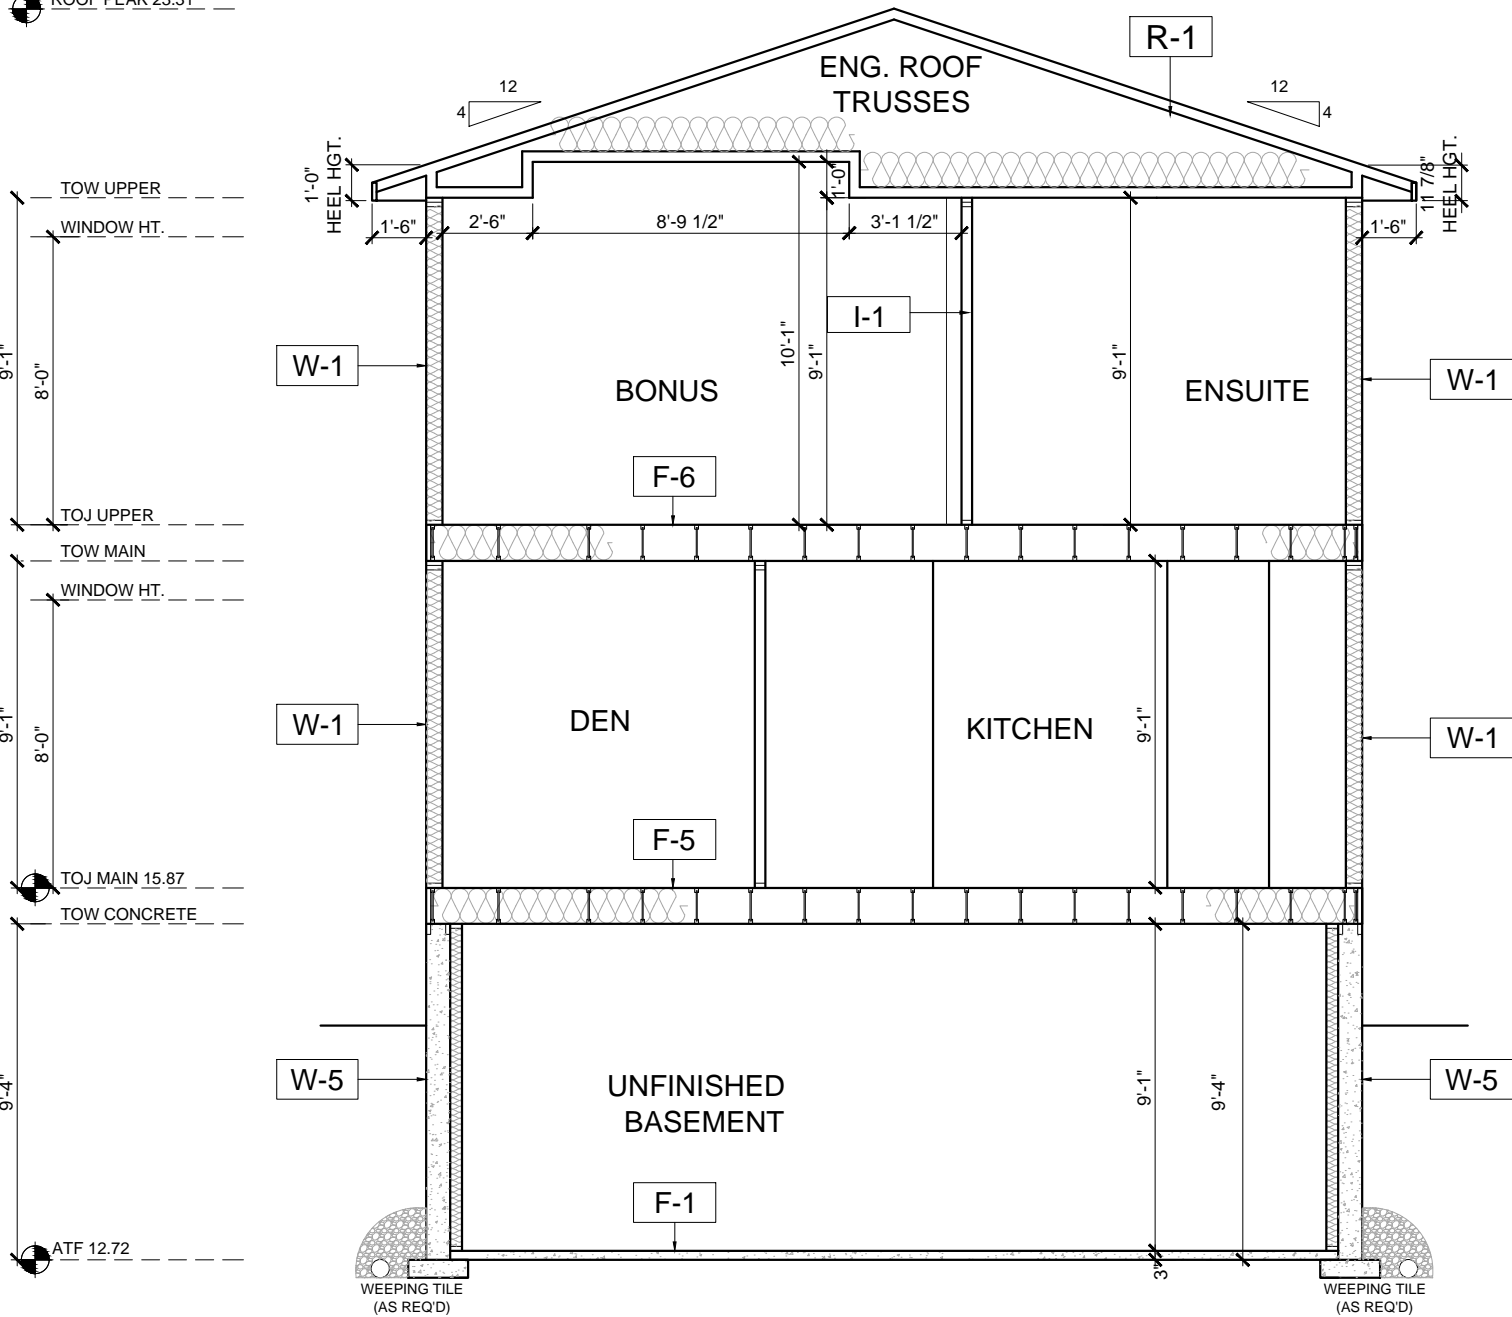 ROOF PEAK 23.31
R-1
ENG. ROOF
TRUSSES
12
4
12
4
1'-0"
HEEL HGT.
11 7/8"
HEEL HGT.
TOW UPPER
WINDOW HT.
1'-6"
2'-6"
8'-9 1/2"
1'-0"
3'-1 1/2"
1'-6"
9'-1"
8'-0"
W-1
BONUS
10'-1"
9'-1"
I-1
9'-1"
ENSUITE
W-1
F-6
TOJ UPPER
TOW MAIN
WINDOW HT.
9'-1"
8'-0"
W-1
DEN
KITCHEN
9'-1"
W-1
F-5
TOJ MAIN 15.87
TOW CONCRETE
9'-4"
W-5
UNFINISHED
BASEMENT
9'-1"
9'-4"
W-5
F-1
ATF 12.72
3"
WEEPING TILE
(AS REQ'D)
WEEPING TILE
(AS REQ'D)